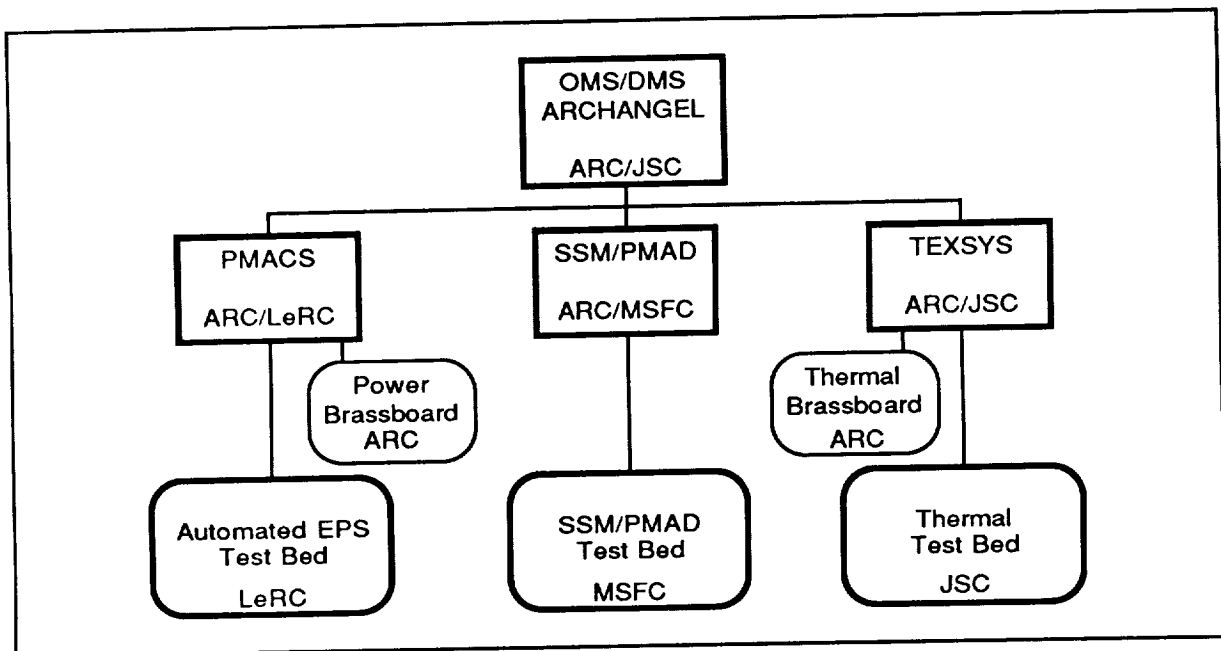 OMS/DMS
ARCHANGEL
ARC/JSC
PMACS
ARC/LeRC
SSM/PMAD
ARC/MSFC
TEXSYS
ARC/JSC
Power
Brassboard
ARC
Thermal
Brassboard
ARC
Automated EPS
Test Bed
LeRC
SSM/PMAD
Test Bed
MSFC
Thermal
Test Bed
JSC